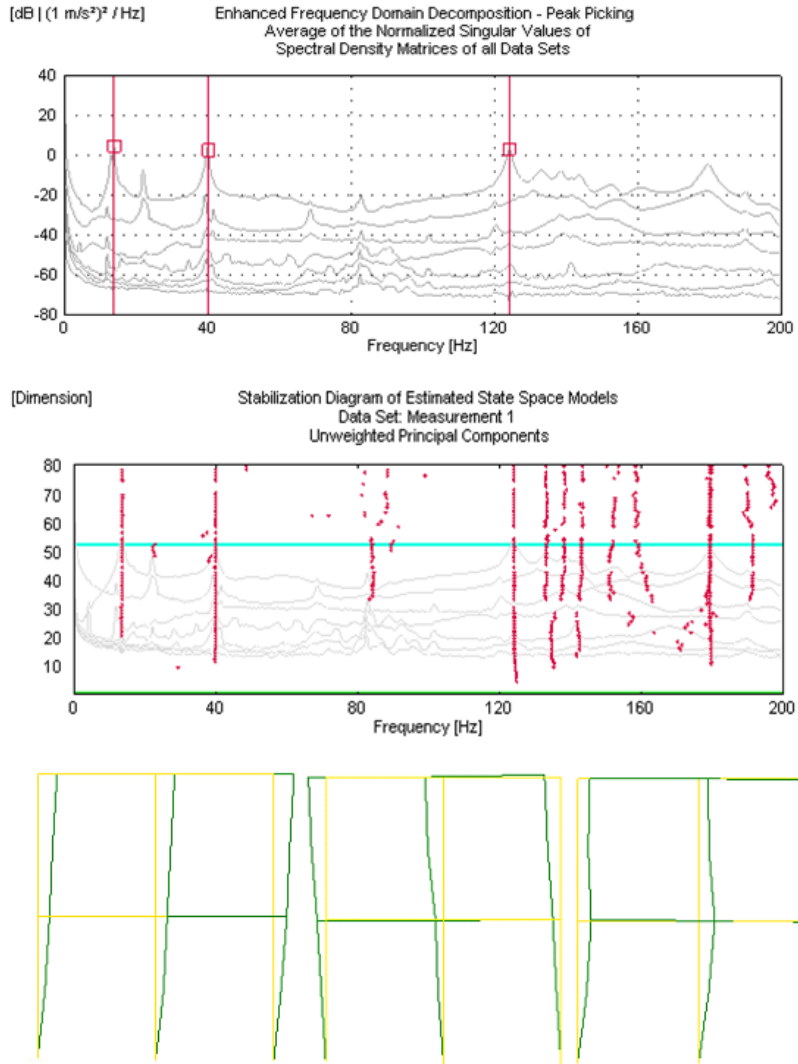 [dB | (1 m/s²)² / Hz]
Enhanced Frequency Domain Decomposition - Peak Picking
Average of the Normalized Singular Values of
Spectral Density Matrices of all Data Sets
40
20
0
-20
-40
-60
-80
0 40 80 120 160 200
Frequency [Hz]
[Dimension]
Stabilization Diagram of Estimated State Space Models
Data Set: Measurement 1
Unweighted Principal Components
80
70
60
50
40
30
20
10
0 40 80 120 160 200
Frequency [Hz]